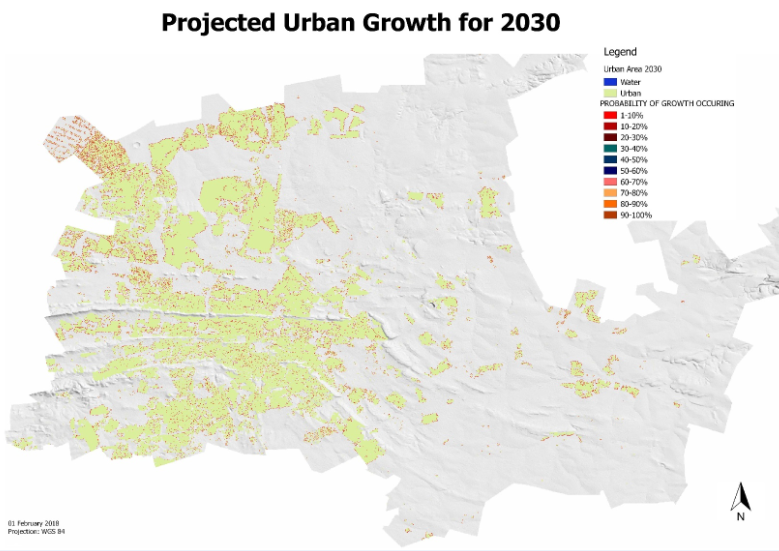 Projected Urban Growth for 2030
Legend
Urban Area 2030
Water
Urban
PROBABILITY OF GROWTH OCCURING
1-10%
10-20%
20-30%
30-40%
40-50%
50-60%
60-70%
70-80%
80-90%
90-100%
01 February 2018
Projection: WGS 84
N